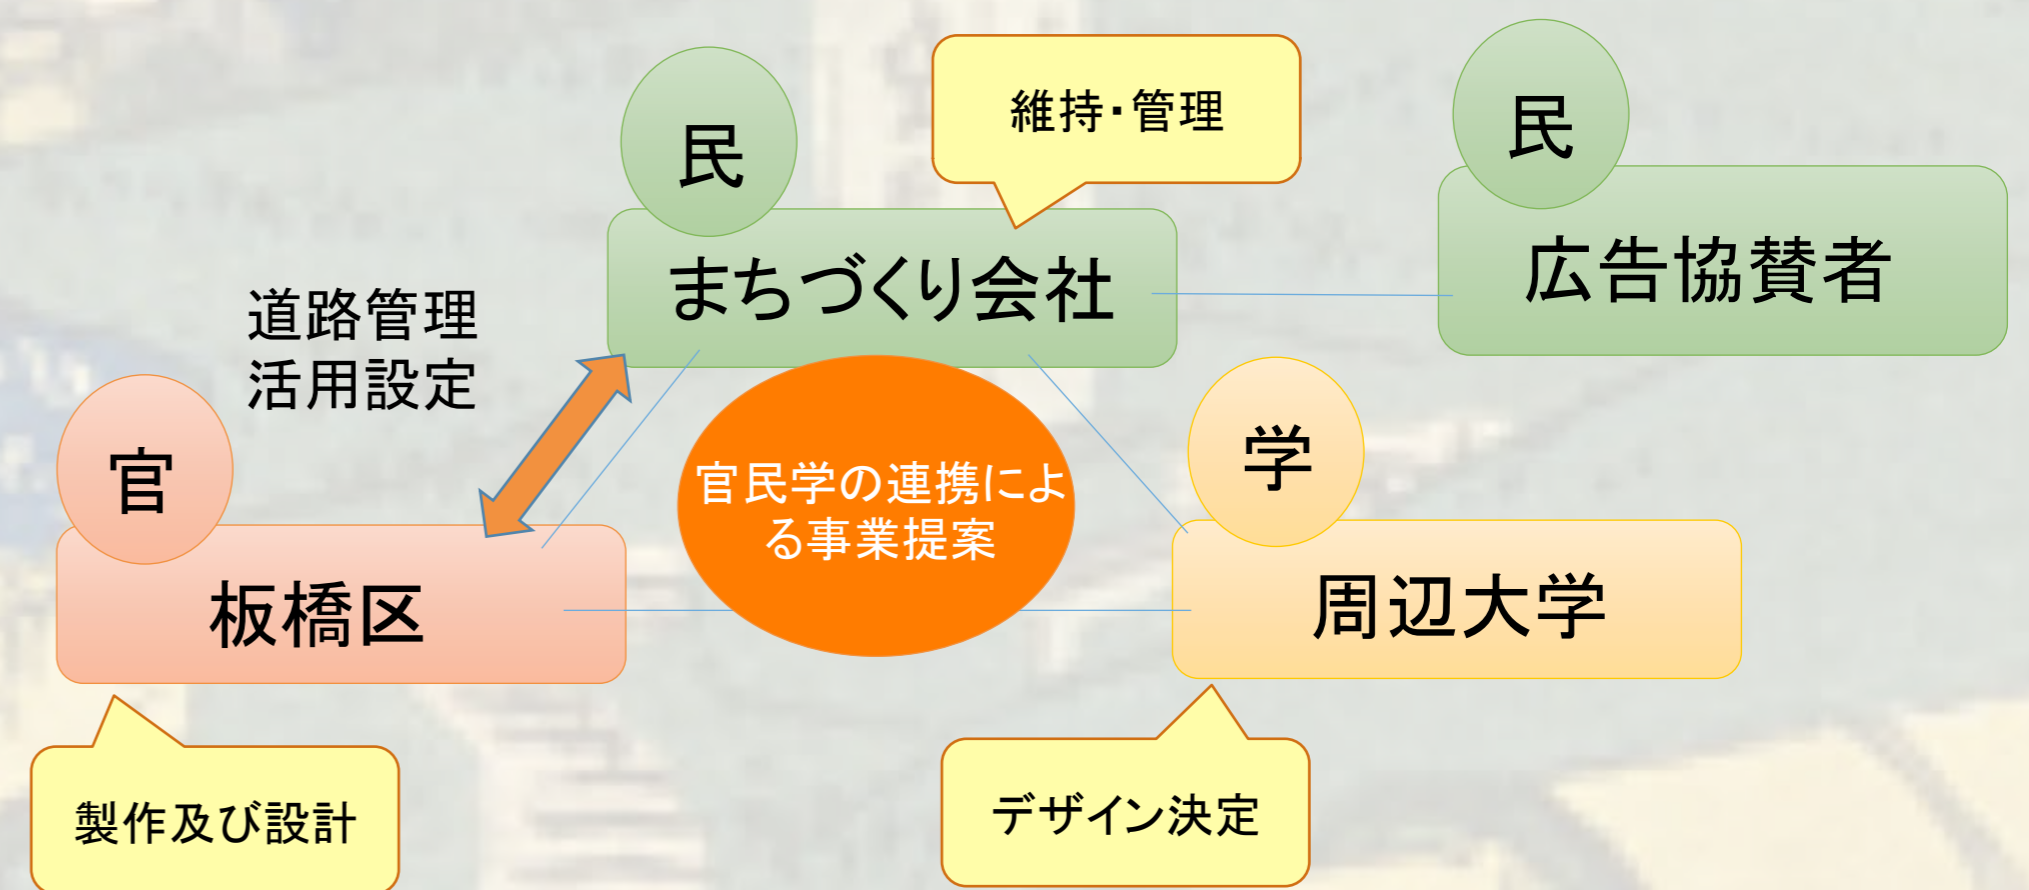 民
維持・管理
民
まちづくり会社
広告協賛者
道路管理
活用設定
官
学
官民学の連携によ
る事業提案
板橋区
周辺大学
製作及び設計
デザイン決定